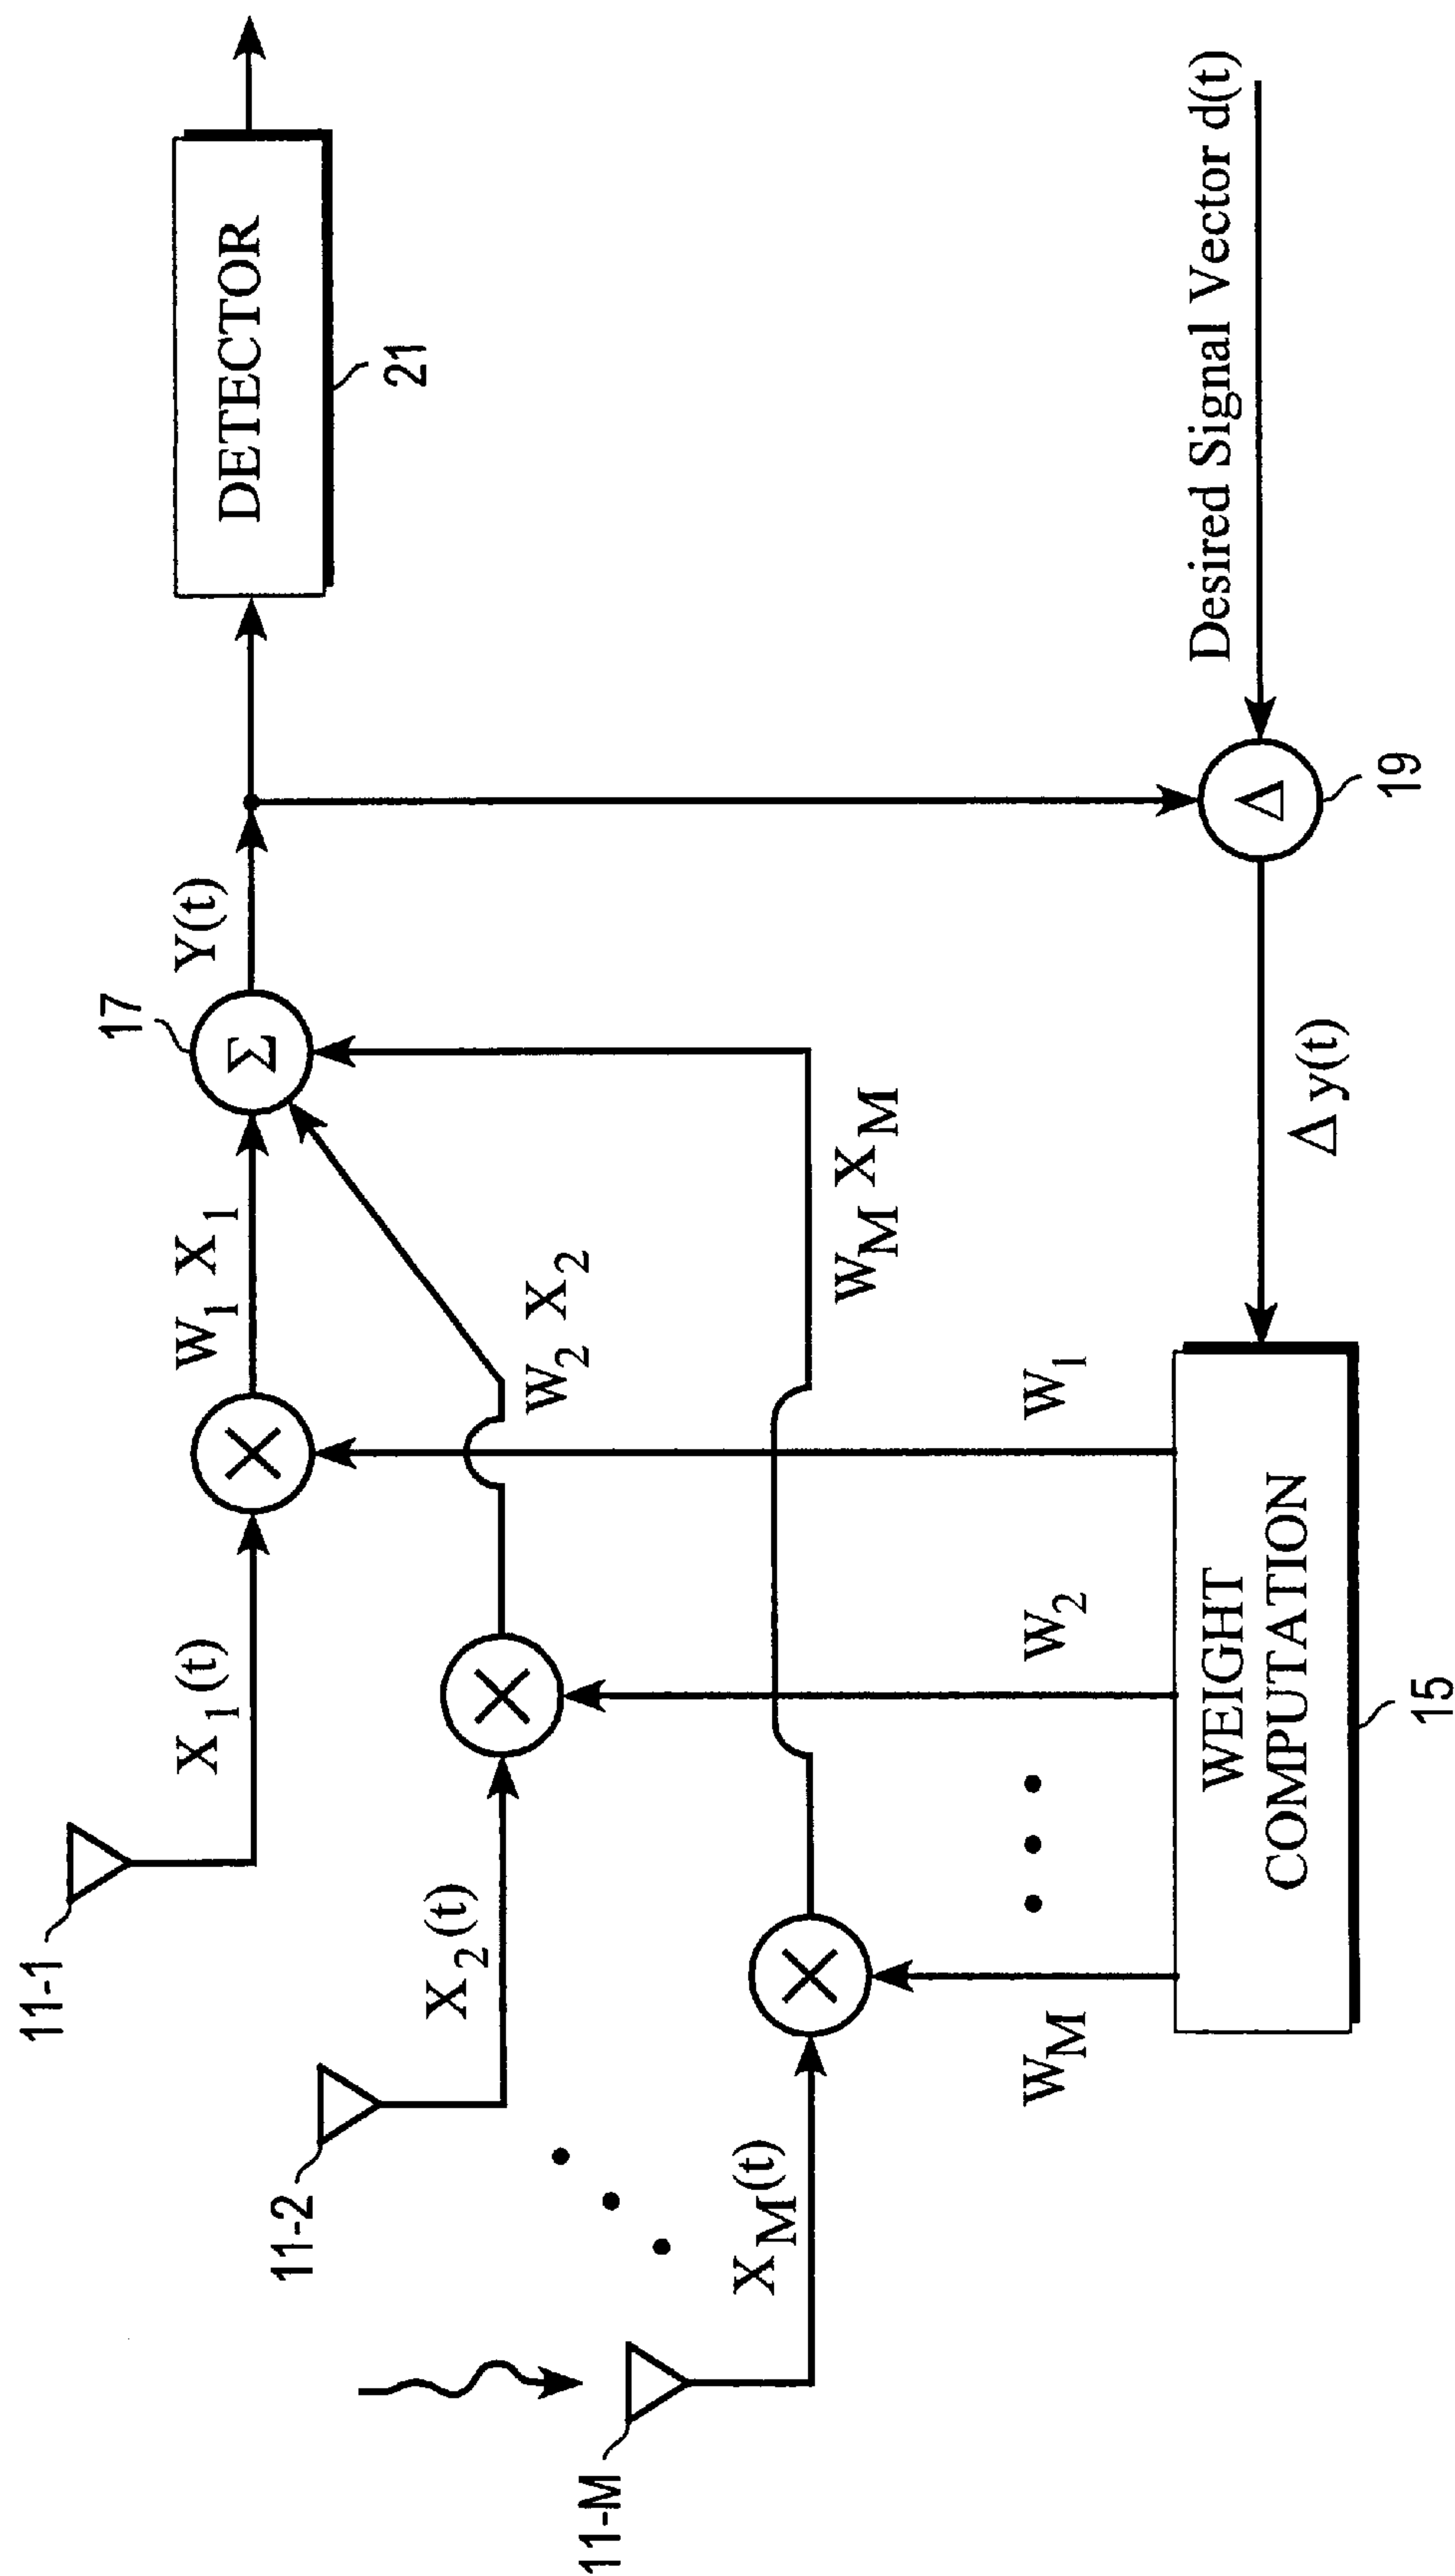 11-1
X1(t)
W1 X1
17
Σ
Y(t)
DETECTOR
21
11-2
X2(t)
W2 X2
11-M
XM(t)
WM XM
WM
W2
W1
WEIGHT
COMPUTATION
15
Δ y(t)
Δ
19
Desired Signal Vector d(t)